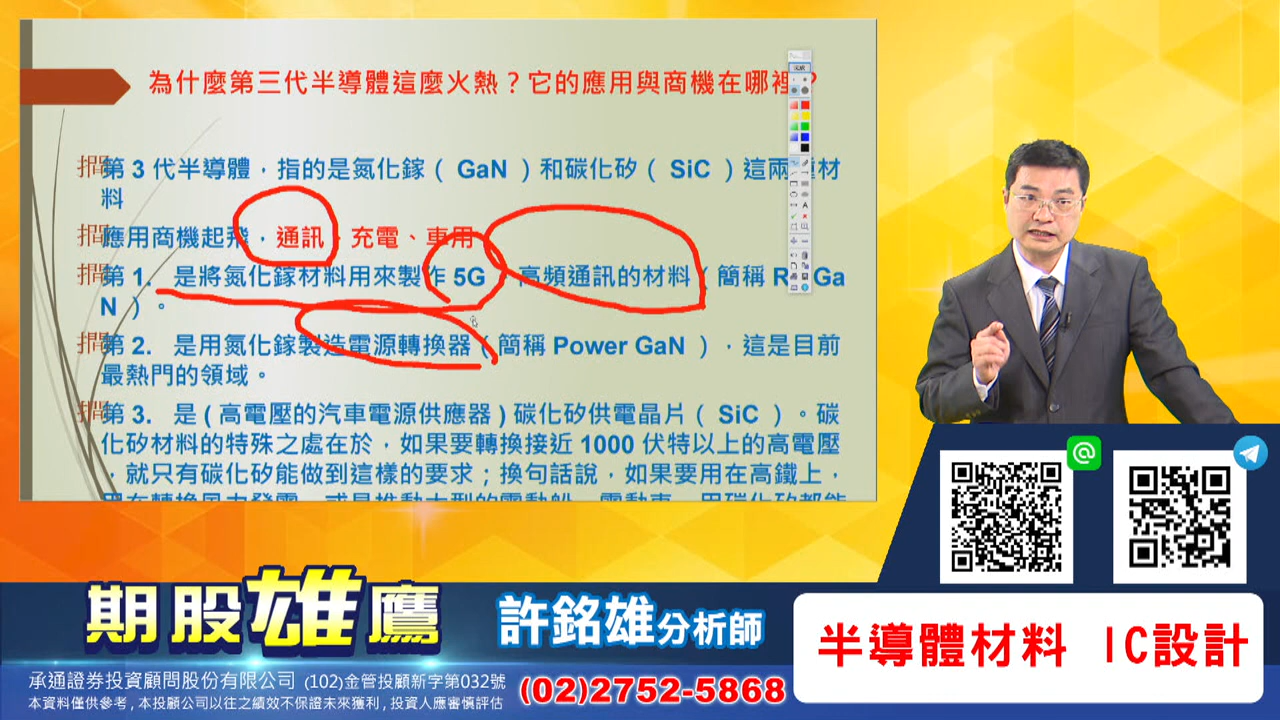 為什麼第三代半導體這麼火熱？它的應用與商機在哪裡？
第 3 代半導體，指的是氮化鎵（ GaN ）和碳化矽（ SiC ）這兩種材
料
應用商機起飛，通訊、充電、車用
第 1. 是將氮化鎵材料用來製作 5G 、高頻通訊的材料（簡稱 RF Ga
N ）。
第 2. 是用氮化鎵製造電源轉換器（簡稱 Power GaN ），這是目前
最熱門的領域。
第 3. 是 ( 高電壓的汽車電源供應器 ) 碳化矽供電晶片（ SiC ）。碳
化矽材料的特殊之處在於，如果要轉換接近 1000 伏特以上的高電壓
，就只有碳化矽能做到這樣的要求；換句話說，如果要用在高鐵上，
期股雄鷹
許銘雄分析師
半導體材料 IC設計
承通證券投資顧問股份有限公司 (102)金管投顧新字第032號
本資料僅供參考，本投顧公司以往之績效不保證未來獲利，投資人應審慎評估
(02)2752-5868